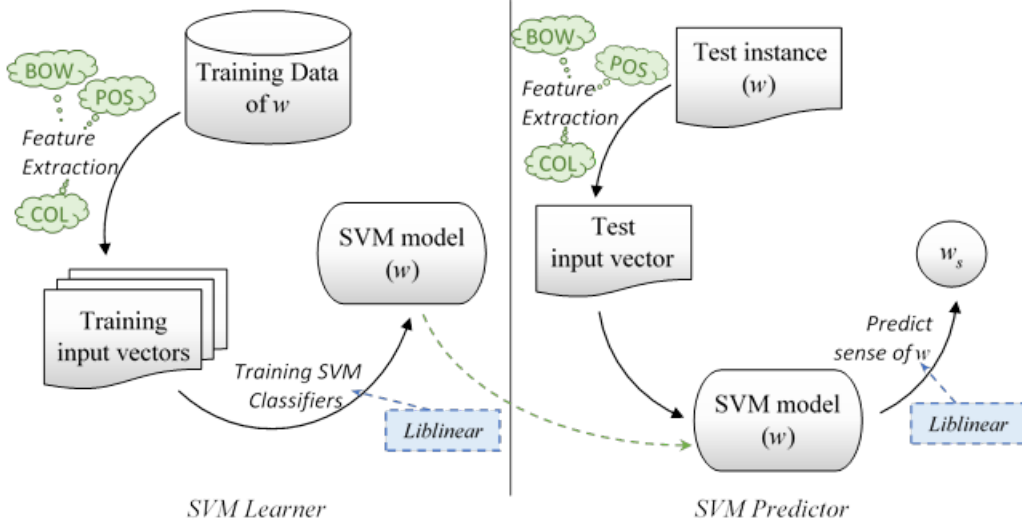 BOW
POS
Feature
Extraction
COL
Training Data
of w
Training
input vectors
SVM model
(w)
Training SVM
Classifiers
Liblinear
SVM Learner
BOW
POS
Feature
Extraction
COL
Test instance
(w)
Test
input vector
w_s
Predict
sense of w
SVM model
(w)
Liblinear
SVM Predictor